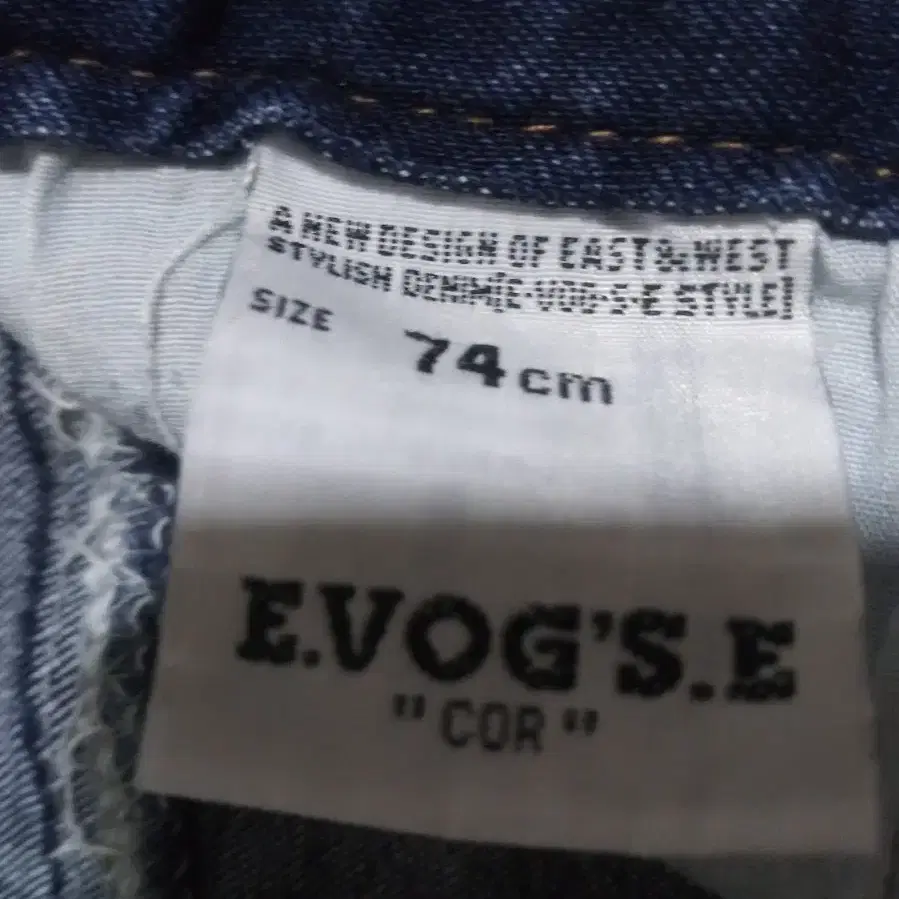 A NEW DESIGN OF EAST&WEST
STYLISH DENIM[E·VOG·S·E STYLE]
SIZE 74cm
E.VOG'S.E
"COR"